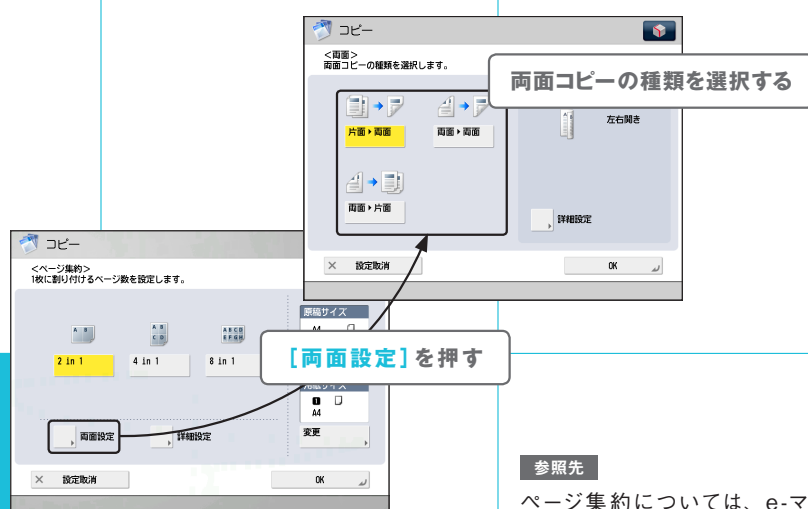 コピー
<両面>
両面コピーの種類を選択します。
両面コピーの種類を選択する
片面▶両面
両面▶両面
左右開き
両面▶片面
詳細設定
× 設定取消
OK
コピー
<ページ集約>
1枚に割り付けるページ数を設定します。
原稿サイズ
A B
A B
C D
A B C D
E F G H
2 in 1
4 in 1
8 in 1
[両面設定]を押す
1
A4
両面設定
詳細設定
変更
× 設定取消
OK
参照先
ページ集約については、e-マ